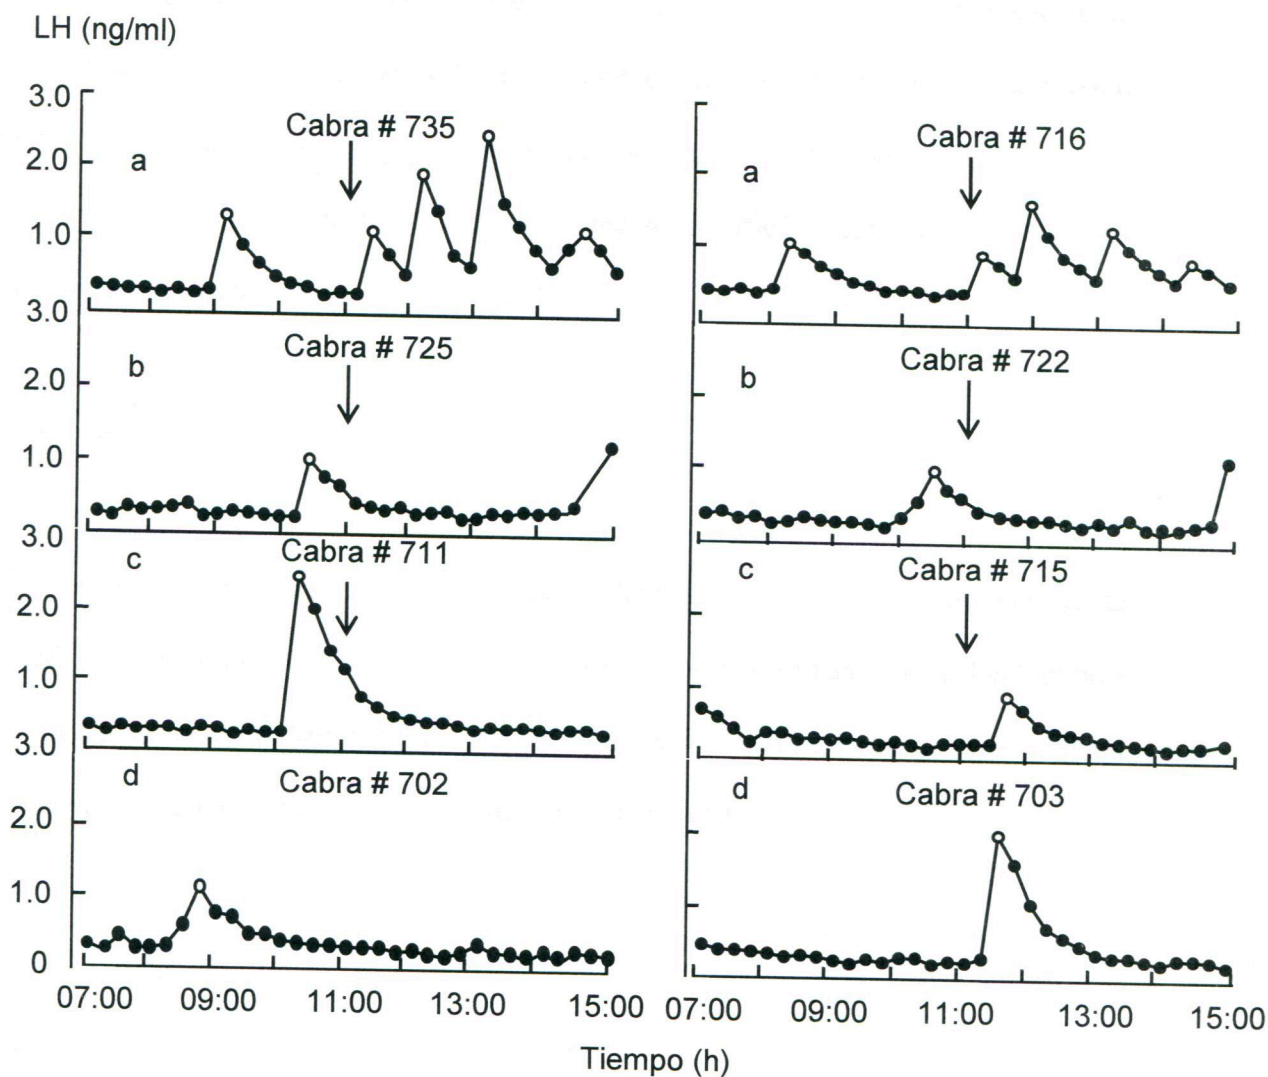 LH (ng/ml)
3.0
Cabra # 735
a
2.0
1.0
Cabra # 716
a
3.0
Cabra # 725
b
2.0
1.0
Cabra # 722
b
3.0
Cabra # 711
c
2.0
1.0
Cabra # 715
c
3.0
Cabra # 702
d
2.0
1.0
0
Cabra # 703
d
07:00 09:00 11:00 13:00 15:00 07:00 09:00 11:00 13:00 15:00
Tiempo (h)